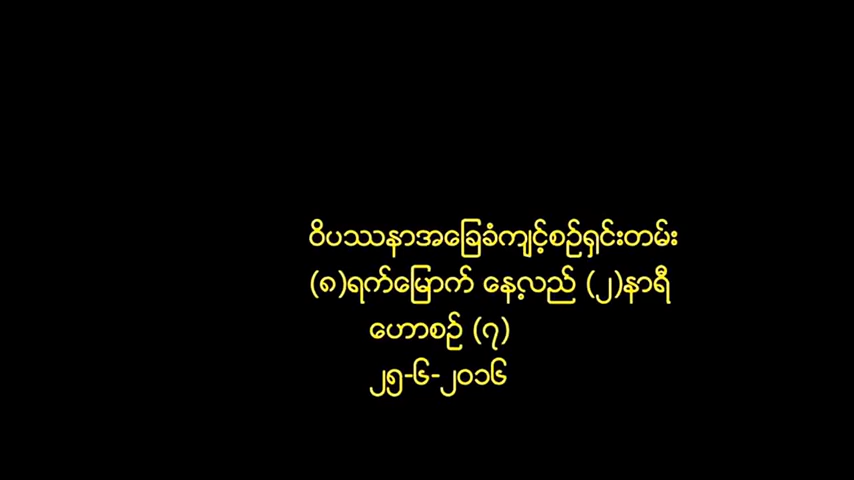 ဝိပဿနာအခြေခံကျင့်စဉ်ရှင်းတမ်း
(၈)ရက်မြောက် နေ့လည် (၂)နာရီ
ဟောစဉ် (၇)
၂၅-၆-၂၀၁၆